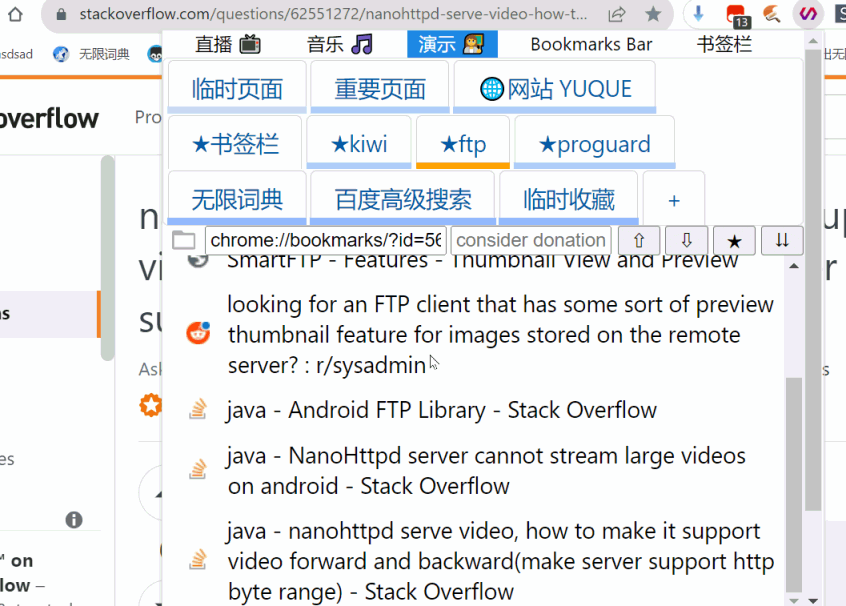 stackoverflow.com/questions/62551272/nanohttpd-serve-video-how-t...
13
sdsad
无限词典
直播
音乐
演示
Bookmarks Bar
书签栏
overflow
Pro
临时页面
重要页面
网站 YUQUE
★书签栏
★kiwi
★ftp
★proguard
无限词典
百度高级搜索
临时收藏
+
chrome://bookmarks/?id=56
consider donation
⇧
⇩
★
⇊
SmartFTP - Features - Thumbnail View and Preview
looking for an FTP client that has some sort of preview
thumbnail feature for images stored on the remote
server? : r/sysadmin
java - Android FTP Library - Stack Overflow
java - NanoHttpd server cannot stream large videos
on android - Stack Overflow
java - nanohttpd serve video, how to make it support
video forward and backward(make server support http
byte range) - Stack Overflow
n
vi
su
Ask
es
on
low –